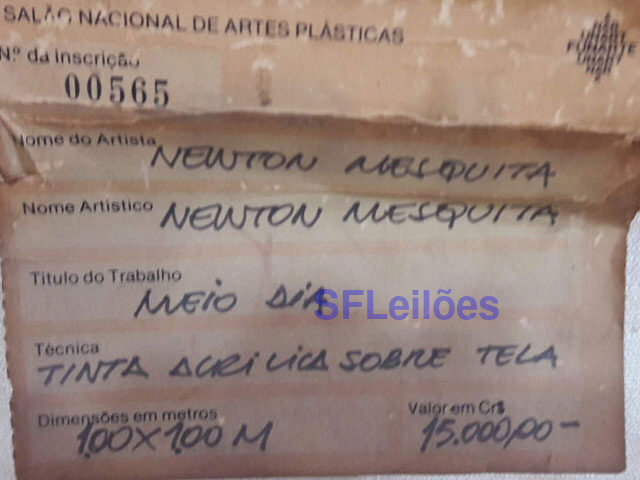 SALÃO NACIONAL DE ARTES PLÁSTICAS
FUNARTE
Nº da inscrição
00565
Nome do Artista NEWTON MESQUITA
Nome Artístico NEWTON MESQUITA
Título do Trabalho
MEIO DIA
SFLeilões
Técnica
TINTA ACRILICA SOBRE TELA
Dimensões em metros
1.00X1.00 M
Valor em Cr$
15.000,00-